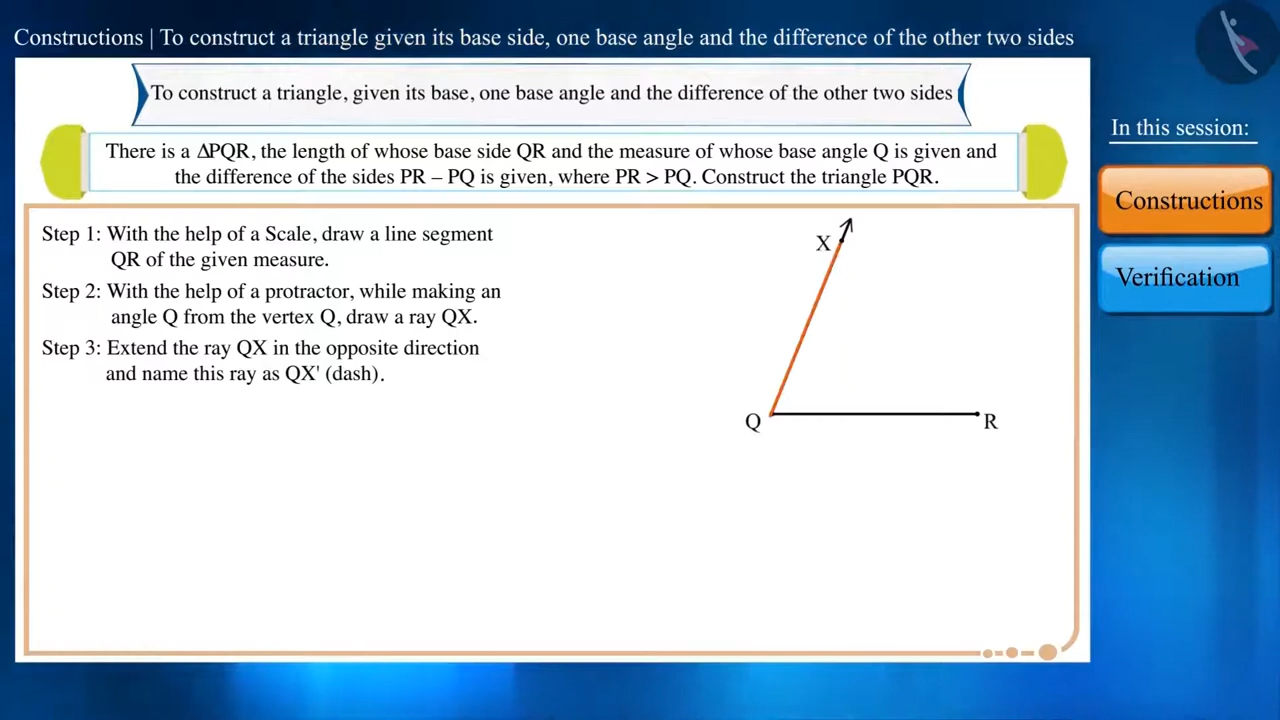 Constructions | To construct a triangle given its base side, one base angle and the difference of the other two sides
To construct a triangle, given its base, one base angle and the difference of the other two sides
There is a ΔPQR, the length of whose base side QR and the measure of whose base angle Q is given and
the difference of the sides PR – PQ is given, where PR > PQ. Construct the triangle PQR.
In this session:
Constructions
Verification
Step 1: With the help of a Scale, draw a line segment
QR of the given measure.
Step 2: With the help of a protractor, while making an
angle Q from the vertex Q, draw a ray QX.
Step 3: Extend the ray QX in the opposite direction
and name this ray as QX' (dash).
X
Q
R